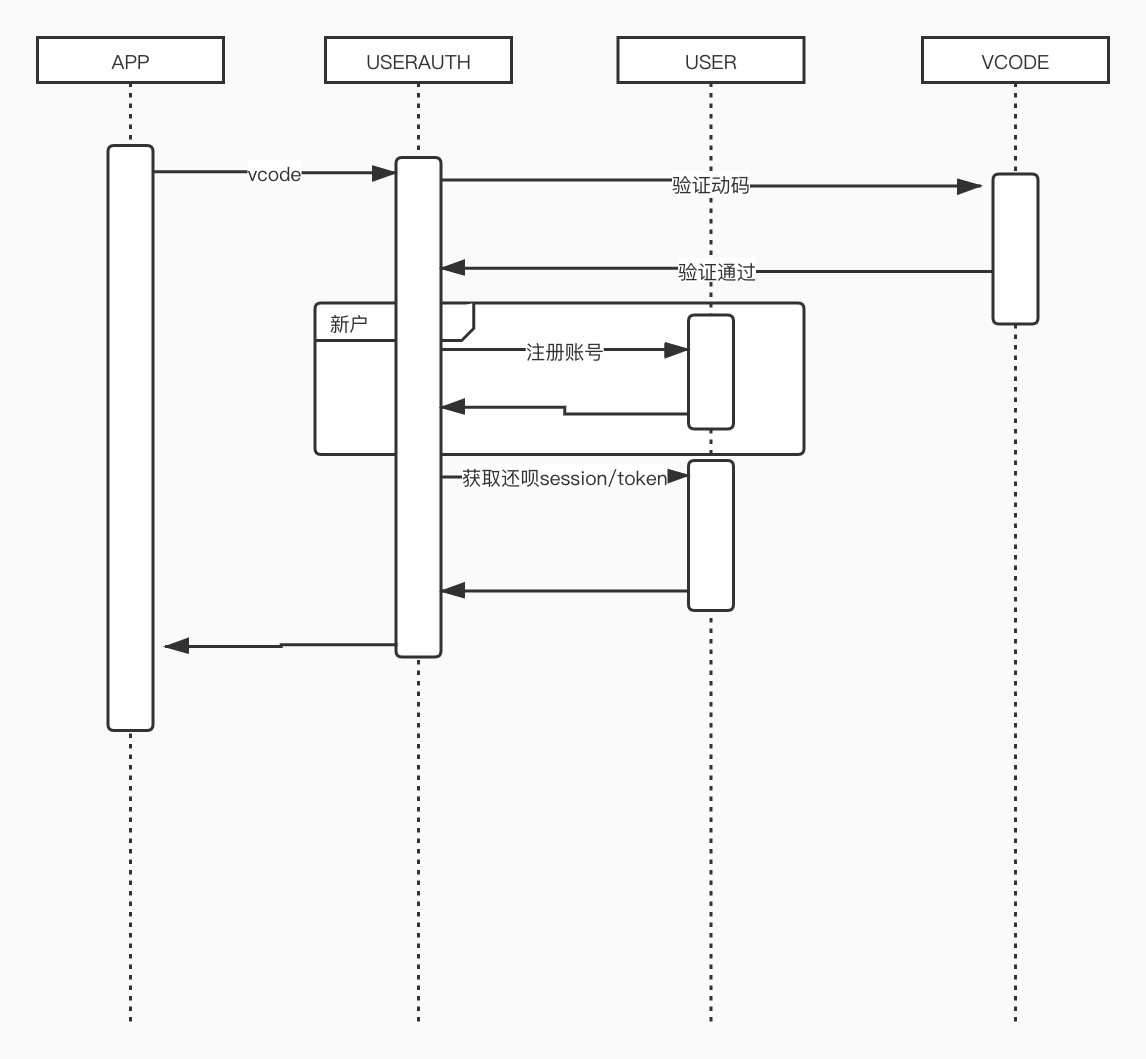 APP
USERAUTH
USER
VCODE
vcode
验证动码
验证通过
新户
注册账号
获取还呗session/token